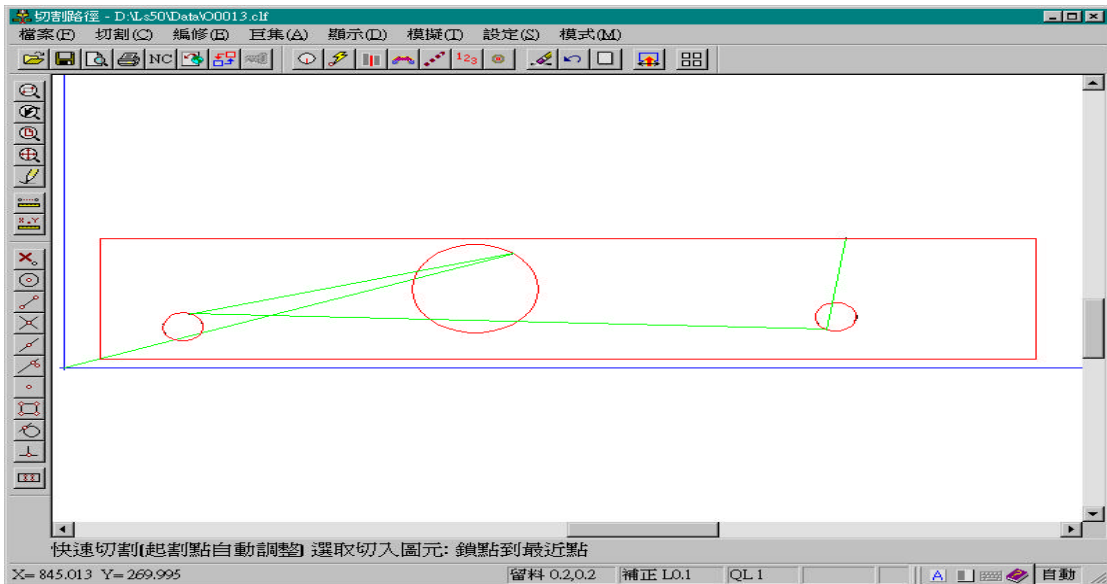 切割路徑 - D:\Ls50\Data\O0013.clf
檔案(F) 切割(C) 編修(E) 巨集(A) 顯示(D) 模擬(T) 設定(S) 模式(M)
NC 123
X,Y
快速切割(起割點自動調整) 選取切入圖元: 鎖點到最近點
X= 845.013 Y= 269.995 留料 0.2,0.2 補正 L0.1 QL 1 A 自動